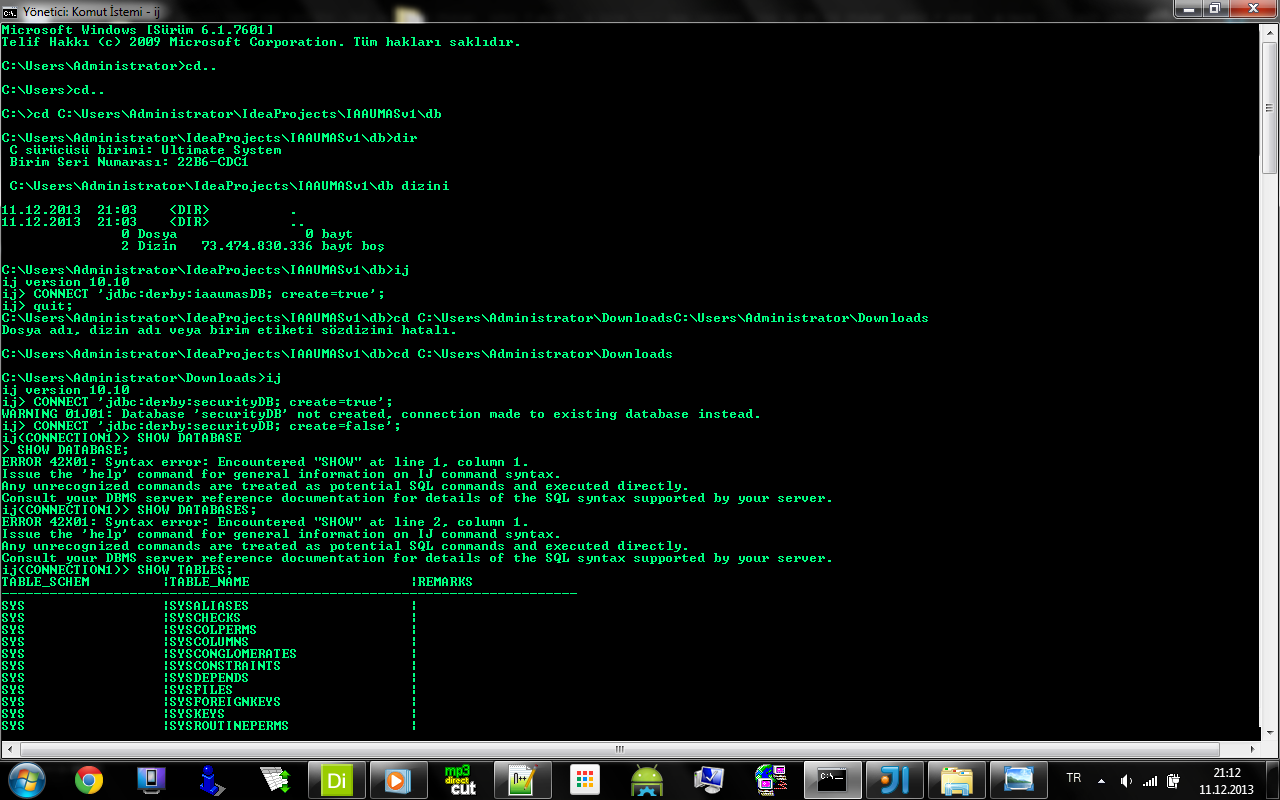 Yönetici: Komut İstemi - ij
Microsoft Windows [Sürüm 6.1.7601]
Telif Hakkı (c) 2009 Microsoft Corporation. Tüm hakları saklıdır.
C:\Users\Administrator>cd..
C:\Users>cd..
C:\>cd C:\Users\Administrator\IdeaProjects\IAAUMASv1\db
C:\Users\Administrator\IdeaProjects\IAAUMASv1\db>dir
C sürücüsü birimi: Ultimate System
Birim Seri Numarası: 22B6-CDC1
C:\Users\Administrator\IdeaProjects\IAAUMASv1\db dizini
11.12.2013  21:03    <DIR>          .
11.12.2013  21:03    <DIR>          ..
0 Dosya                0 bayt
2 Dizin   73.474.830.336 bayt boş
C:\Users\Administrator\IdeaProjects\IAAUMASv1\db>ij
ij version 10.10
ij> CONNECT 'jdbc:derby:iaaumasDB; create=true';
ij> quit;
C:\Users\Administrator\IdeaProjects\IAAUMASv1\db>cd C:\Users\Administrator\DownloadsC:\Users\Administrator\Downloads
Dosya adı, dizin adı veya birim etiketi sözdizimi hatalı.
C:\Users\Administrator\IdeaProjects\IAAUMASv1\db>cd C:\Users\Administrator\Downloads
C:\Users\Administrator\Downloads>ij
ij version 10.10
ij> CONNECT 'jdbc:derby:securityDB; create=true';
WARNING 01J01: Database 'securityDB' not created, connection made to existing database instead.
ij> CONNECT 'jdbc:derby:securityDB; create=false';
ij(CONNECTION1)> SHOW DATABASE
> SHOW DATABASE;
ERROR 42X01: Syntax error: Encountered "SHOW" at line 1, column 1.
Issue the 'help' command for general information on IJ command syntax.
Any unrecognized commands are treated as potential SQL commands and executed directly.
Consult your DBMS server reference documentation for details of the SQL syntax supported by your server.
ij(CONNECTION1)> SHOW DATABASES;
ERROR 42X01: Syntax error: Encountered "SHOW" at line 2, column 1.
Issue the 'help' command for general information on IJ command syntax.
Any unrecognized commands are treated as potential SQL commands and executed directly.
Consult your DBMS server reference documentation for details of the SQL syntax supported by your server.
ij(CONNECTION1)> SHOW TABLES;
TABLE_SCHEM         |TABLE_NAME                    |REMARKS
------------------------------------------------------------------------
SYS                 |SYSALIASES                    |
SYS                 |SYSCHECKS                     |
SYS                 |SYSCOLPERMS                   |
SYS                 |SYSCOLUMNS                    |
SYS                 |SYSCONGLOMERATES              |
SYS                 |SYSCONSTRAINTS                |
SYS                 |SYSDEPENDS                    |
SYS                 |SYSFILES                      |
SYS                 |SYSFOREIGNKEYS                |
SYS                 |SYSKEYS                       |
SYS                 |SYSROUTINEPERMS               |
Di
mp3 direct cut
C:\_
TR
21:12
11.12.2013